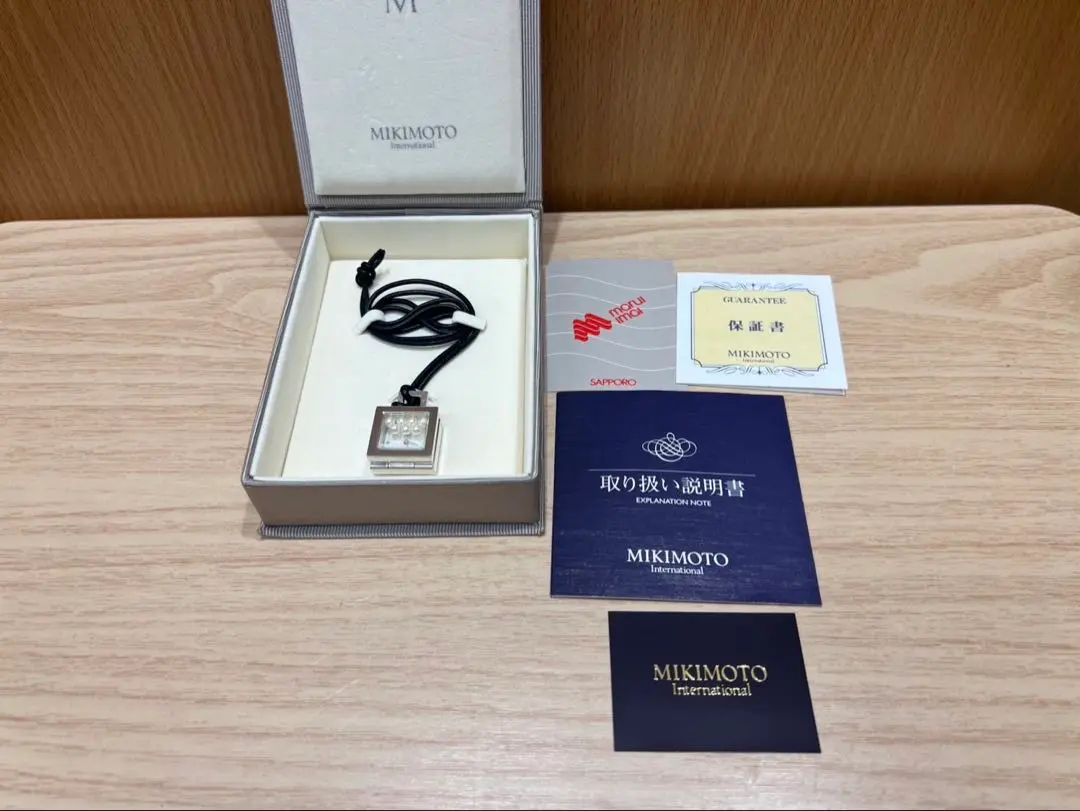 M
MIKIMOTO
International
marui
imai
SAPPORO
GUARANTEE
保証書
MIKIMOTO
International
取り扱い説明書
EXPLANATION NOTE
MIKIMOTO
International
MIKIMOTO
International